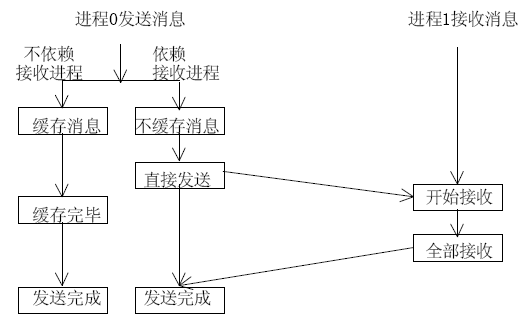 进程0发送消息
进程1接收消息
不依赖
接收进程
依赖
接收进程
缓存消息
不缓存消息
直接发送
开始接收
缓存完毕
全部接收
发送完成
发送完成